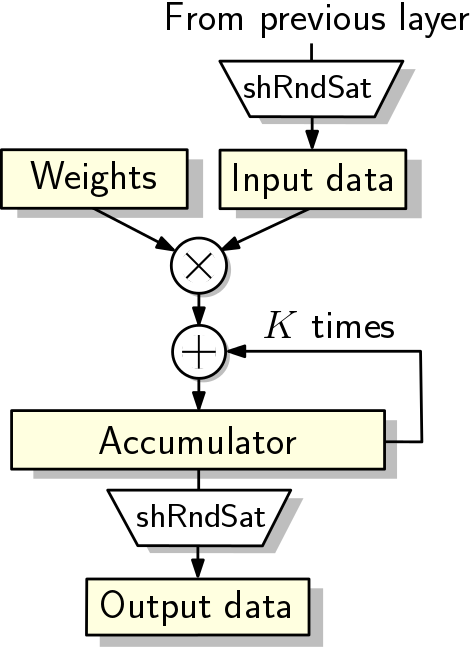 From previous layer
shRndSat
Weights
Input data
×
+
K times
Accumulator
shRndSat
Output data